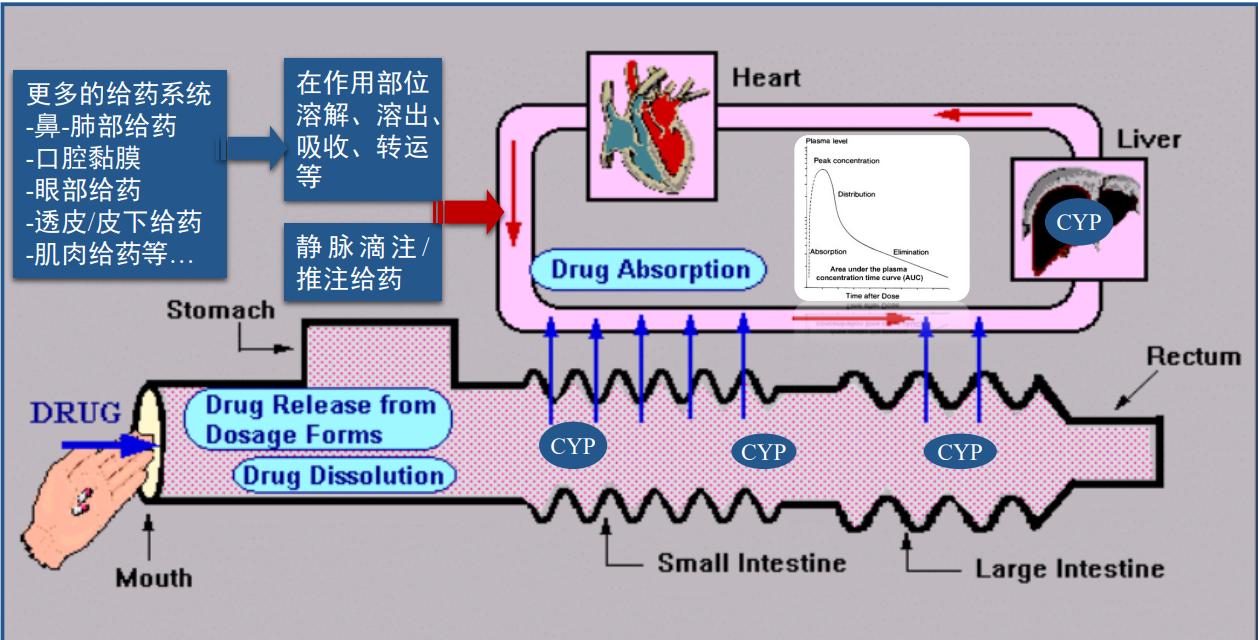 更多的给药系统
-鼻-肺部给药
-口腔黏膜
-眼部给药
-透皮/皮下给药
-肌肉给药等…
在作用部位
溶解、溶出、
吸收、转运
等
静脉滴注/
推注给药
Heart
Liver
CYP
Plasma level
Peak concentration
Distribution
Absorption
Elimination
Area under the plasma
concentration time curve (AUC)
Time after Dose
Drug Absorption
Stomach
Rectum
DRUG
Drug Release from
Dosage Forms
Drug Dissolution
CYP
CYP
CYP
Mouth
Small Intestine
Large Intestine